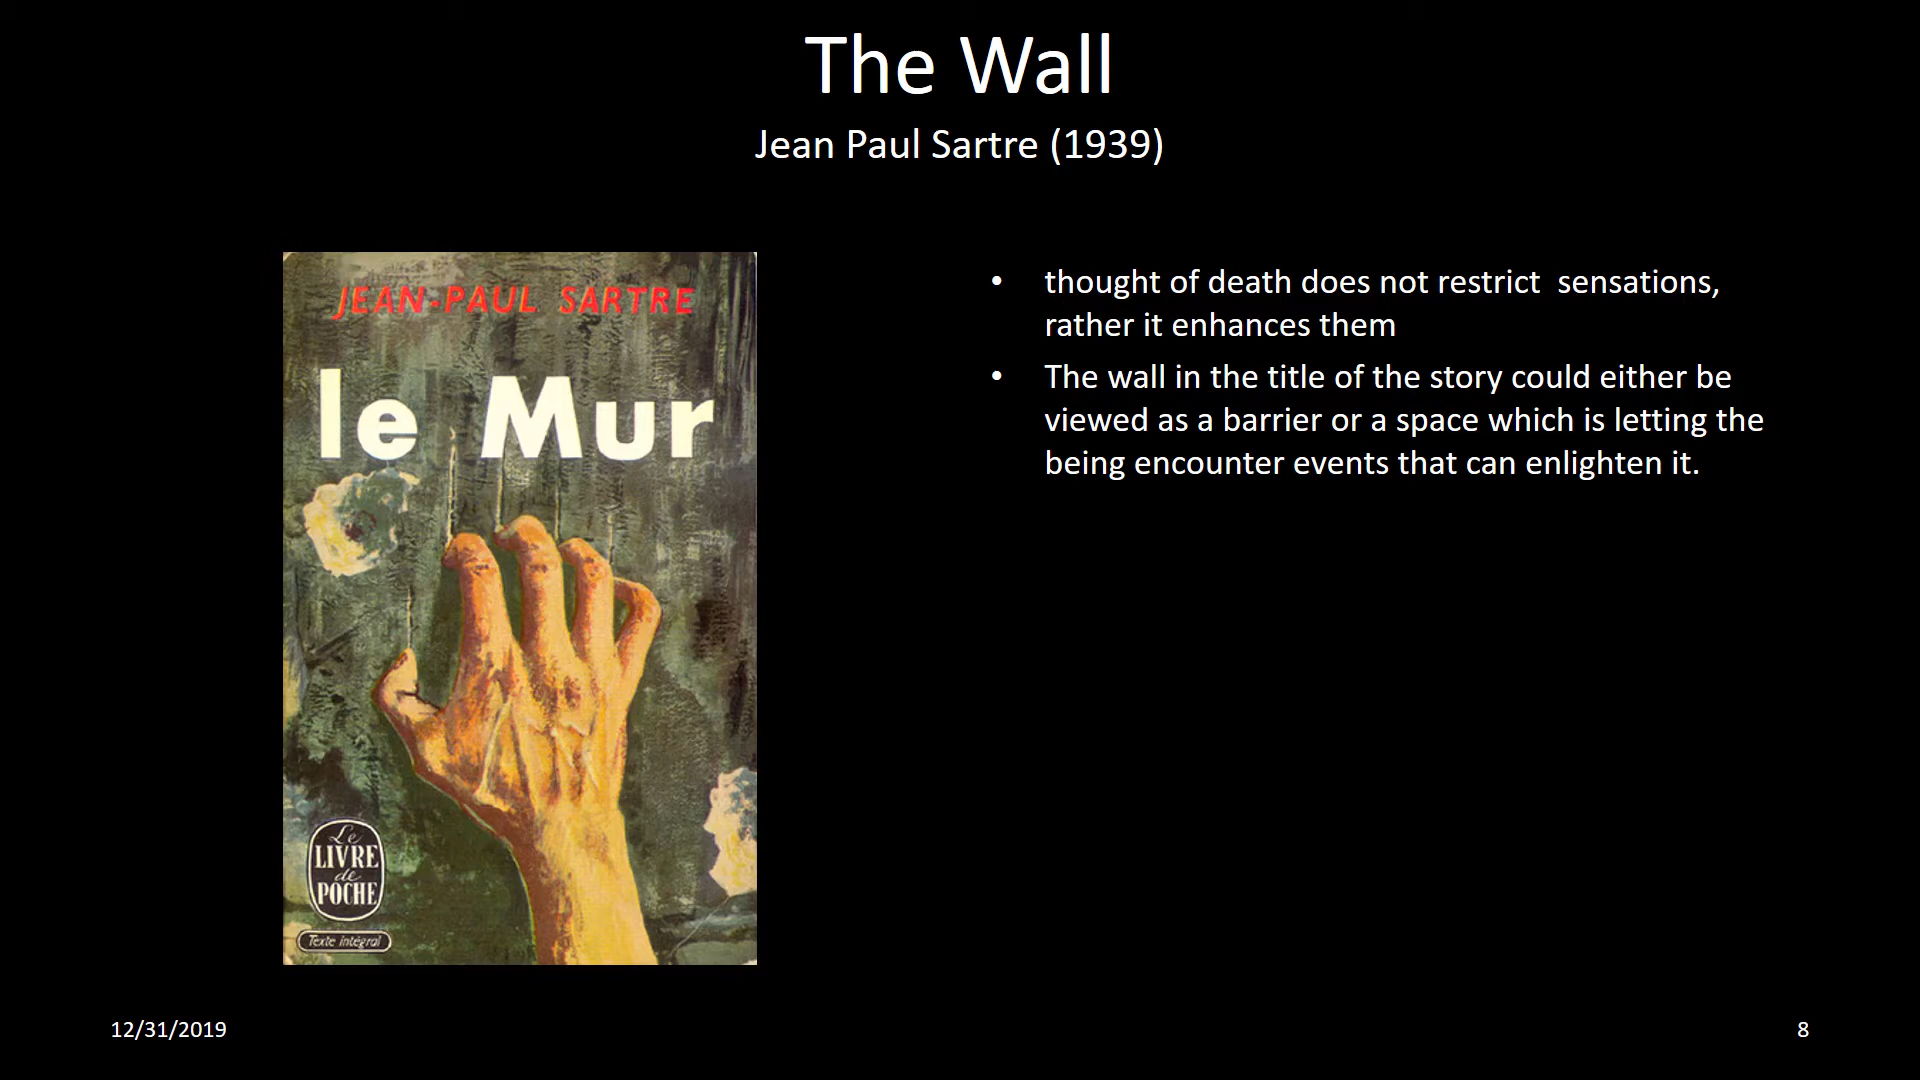 The Wall
Jean Paul Sartre (1939)
JEAN-PAUL SARTRE
le Mur
Le
LIVRE
de
POCHE
Texte intégral
• thought of death does not restrict  sensations,
rather it enhances them
• The wall in the title of the story could either be
viewed as a barrier or a space which is letting the
being encounter events that can enlighten it.
12/31/2019
8